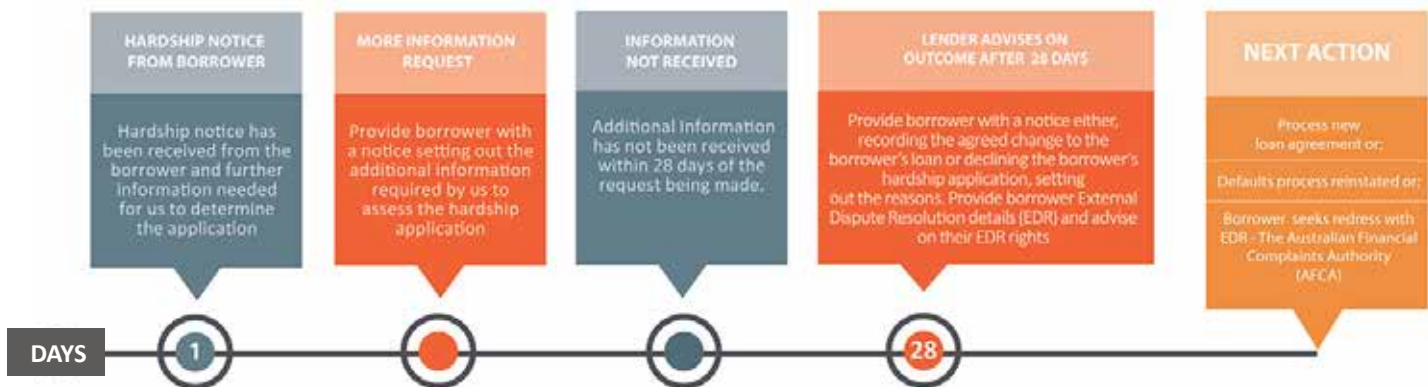 HARDSHIP NOTICE
FROM BORROWER
Hardship notice has
been received from the
borrower and further
information needed
for us to determine
the application
MORE INFORMATION
REQUEST
Provide borrower with
a notice setting out the
additional information
required by us to
assess the hardship
application
INFORMATION
NOT RECEIVED
Additional Information
has not been received
within 28 days of the
request being made.
LENDER ADVISES ON
OUTCOME AFTER 28 DAYS
Provide borrower with a notice either,
recording the agreed change to the
borrower's loan or declining the borrower's
hardship application, setting
out the reasons. Provide borrower External
Dispute Resolution details (EDR) and advise
on their EDR rights
NEXT ACTION
Process new
loan agreement or;
Defaults process reinstated or;
Borrower seeks redress with
EDR - The Australian Financial
Complaints Authority
(AFCA)
DAYS
1
28